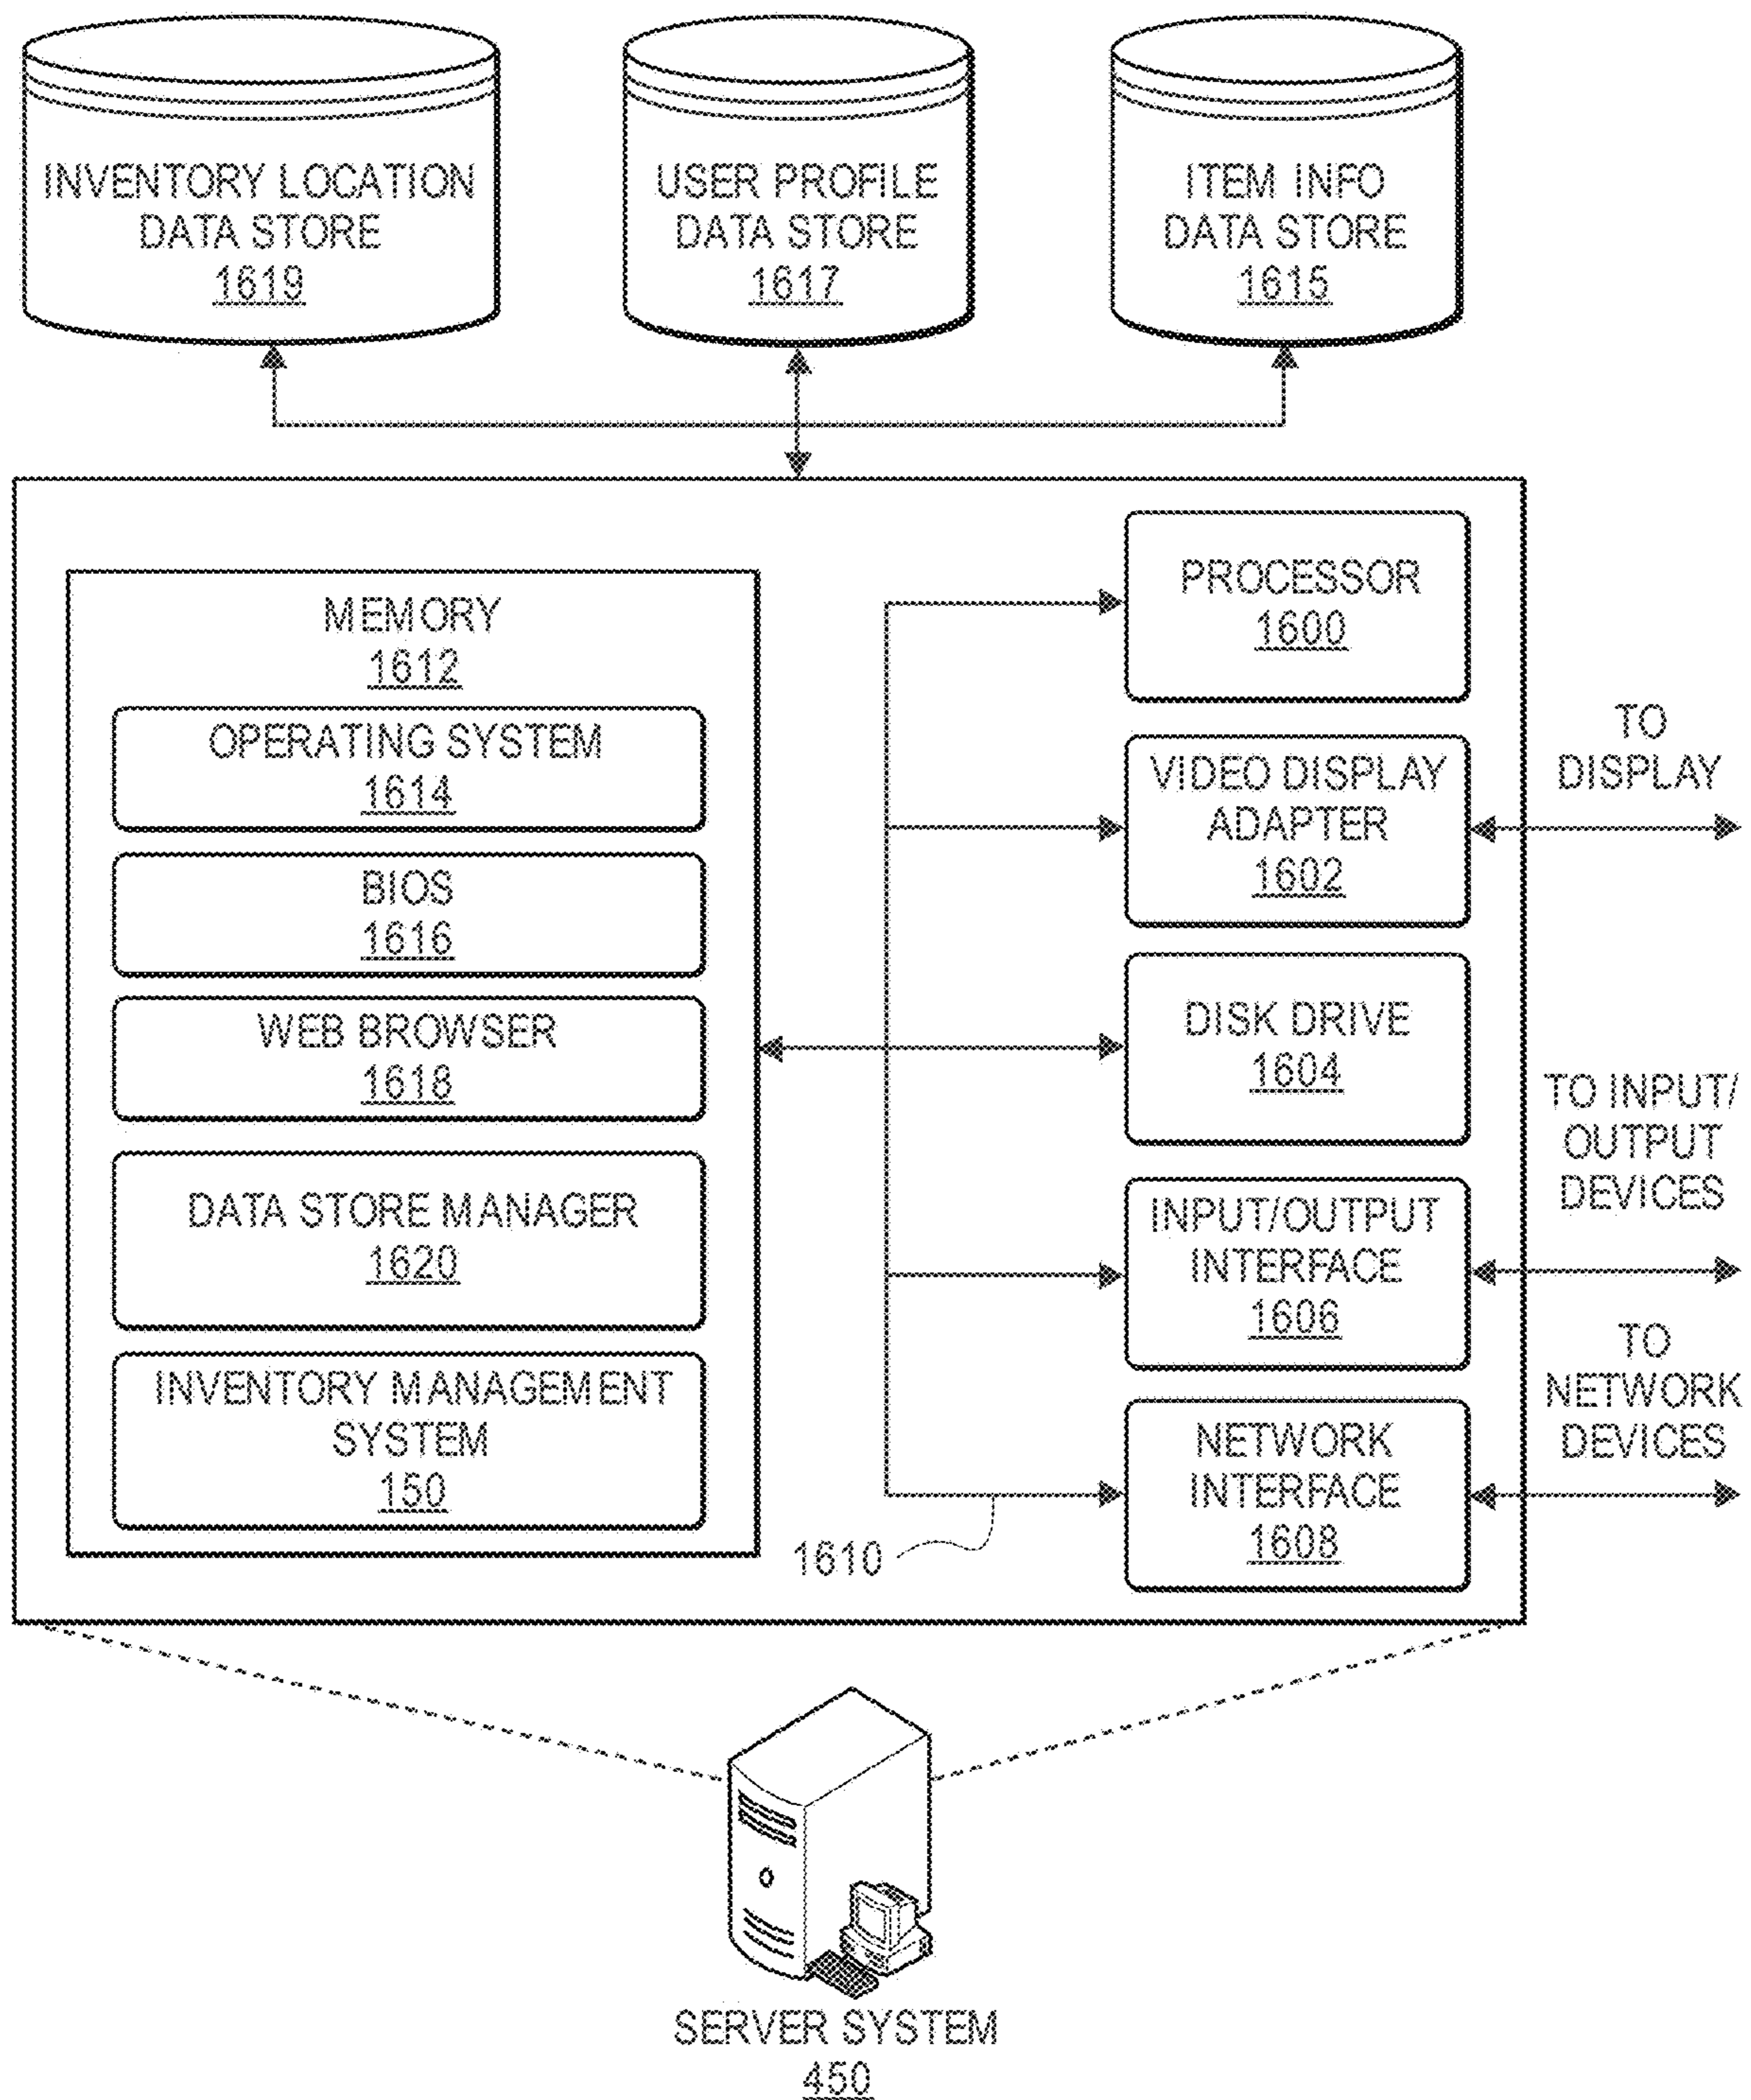 INVENTORY LOCATION
DATA STORE
1619
USER PROFILE
DATA STORE
1617
ITEM INFO
DATA STORE
1615
MEMORY
1612
OPERATING SYSTEM
1614
BIOS
1616
WEB BROWSER
1618
DATA STORE MANAGER
1620
INVENTORY MANAGEMENT
SYSTEM
150
PROCESSOR
1600
VIDEO DISPLAY
ADAPTER
1602
DISK DRIVE
1604
INPUT/OUTPUT
INTERFACE
1606
NETWORK
INTERFACE
1608
1610
TO
DISPLAY
TO INPUT/
OUTPUT
DEVICES
TO
NETWORK
DEVICES
SERVER SYSTEM
450